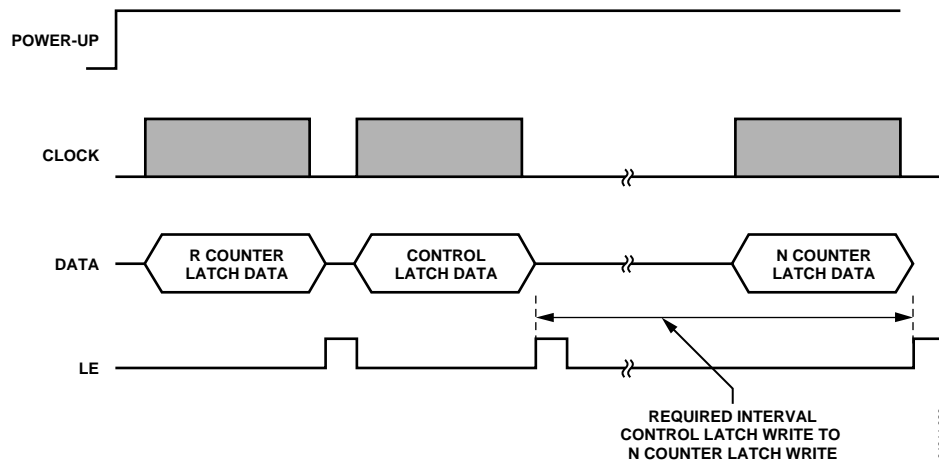 POWER-UP
CLOCK
DATA
R COUNTER
LATCH DATA
CONTROL
LATCH DATA
N COUNTER
LATCH DATA
LE
REQUIRED INTERVAL
CONTROL LATCH WRITE TO
N COUNTER LATCH WRITE